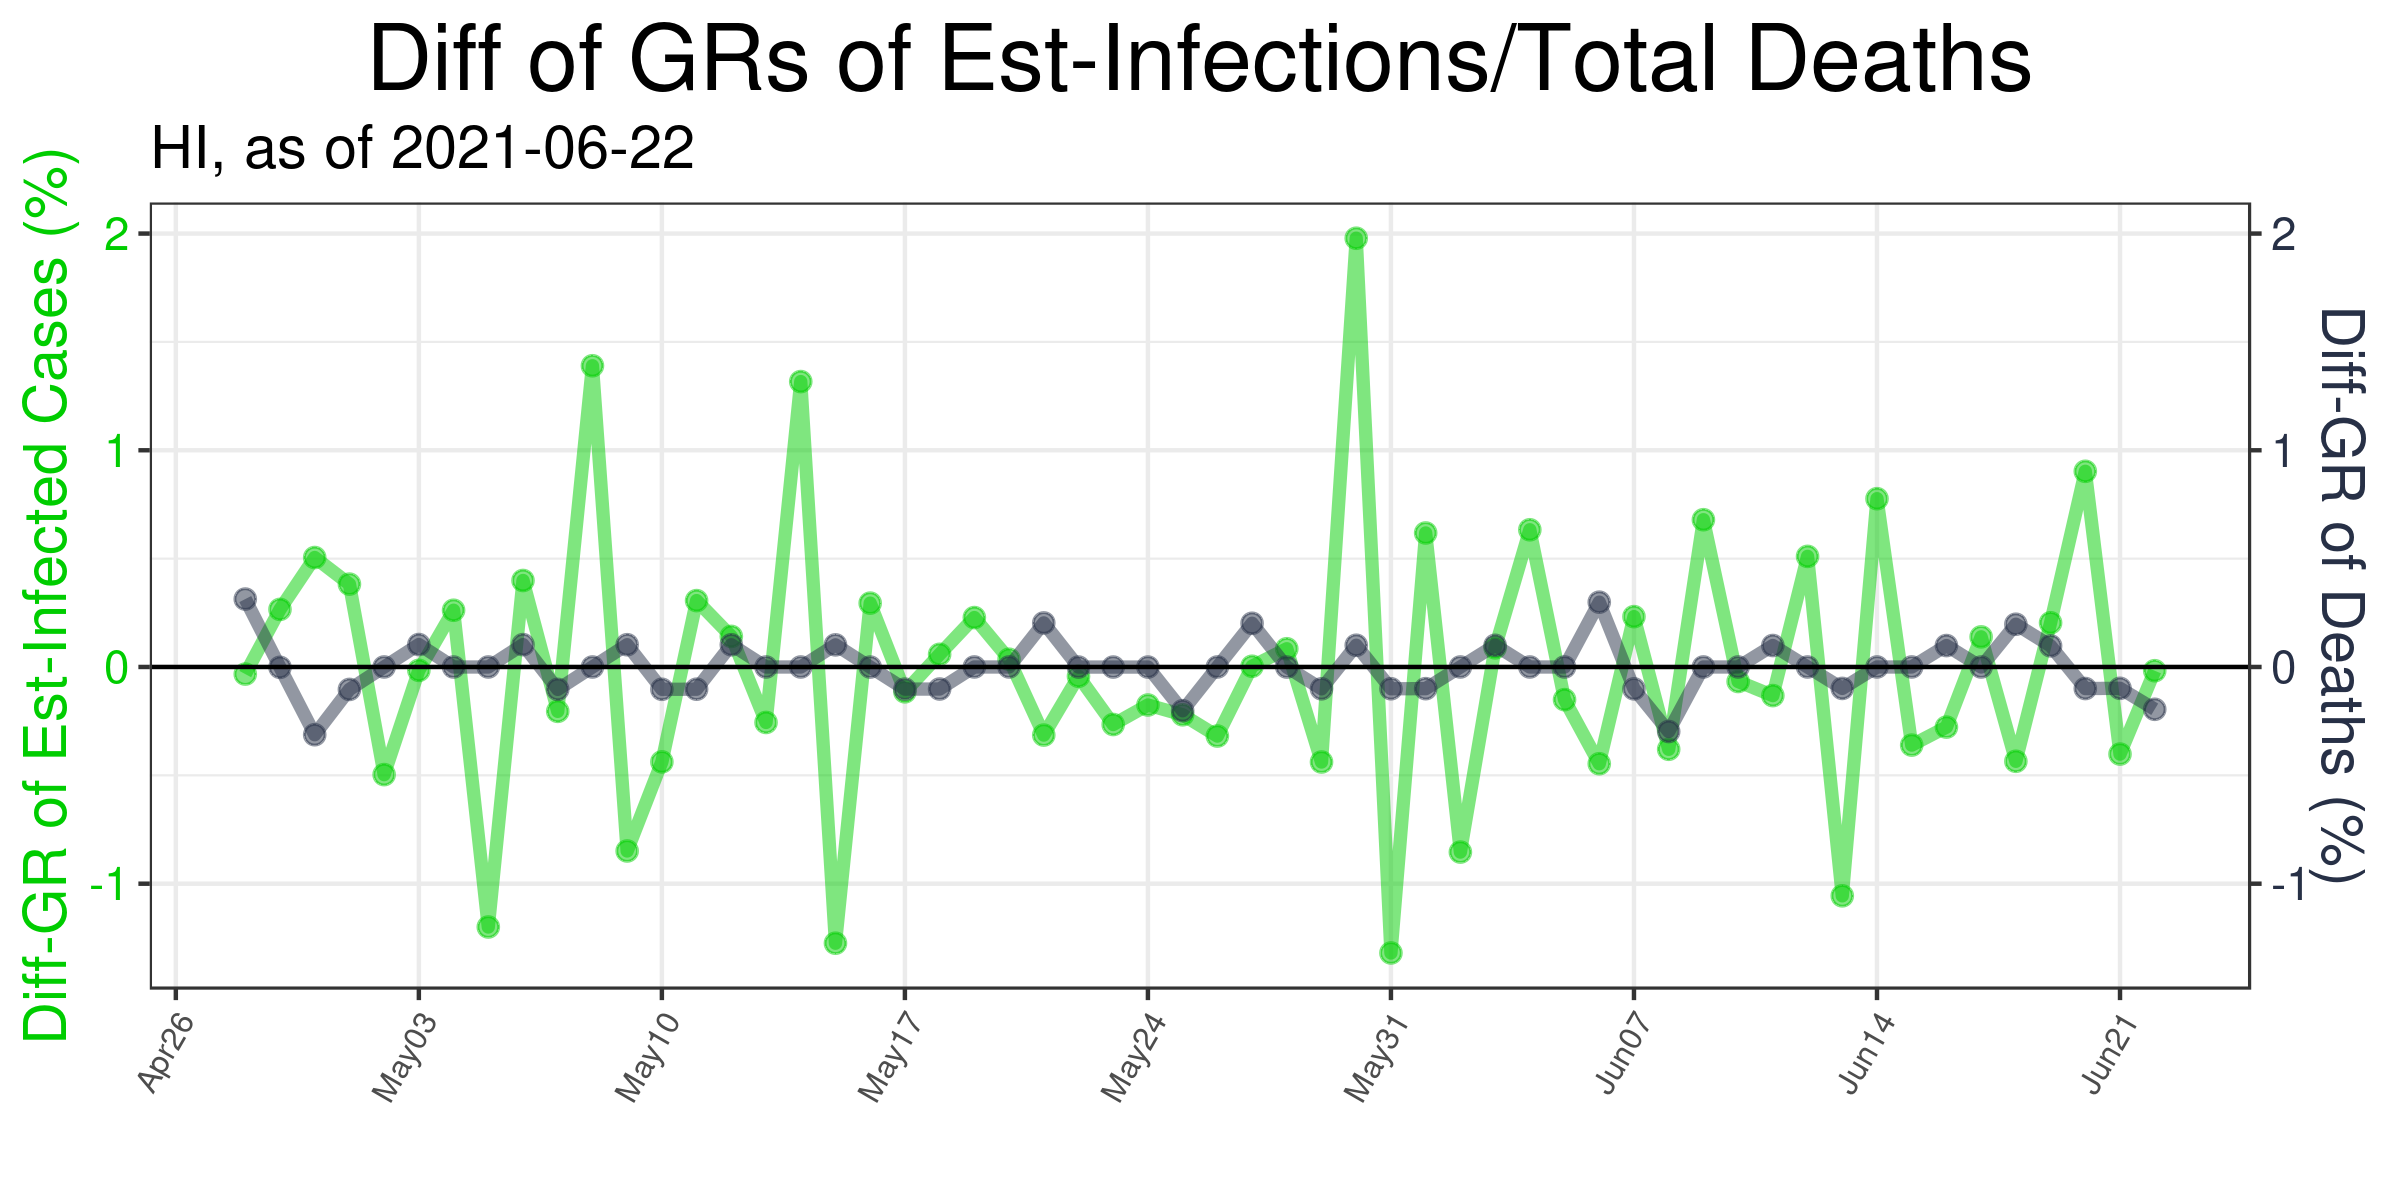 Diff of GRs of Est-Infections/Total Deaths
HI, as of 2021-06-22
Diff-GR of Est-Infected Cases (%)
2
1
0
-1
2
1
0
-1
Diff-GR of Deaths (%)
Apr26
May03
May10
May17
May24
May31
Jun07
Jun14
Jun21